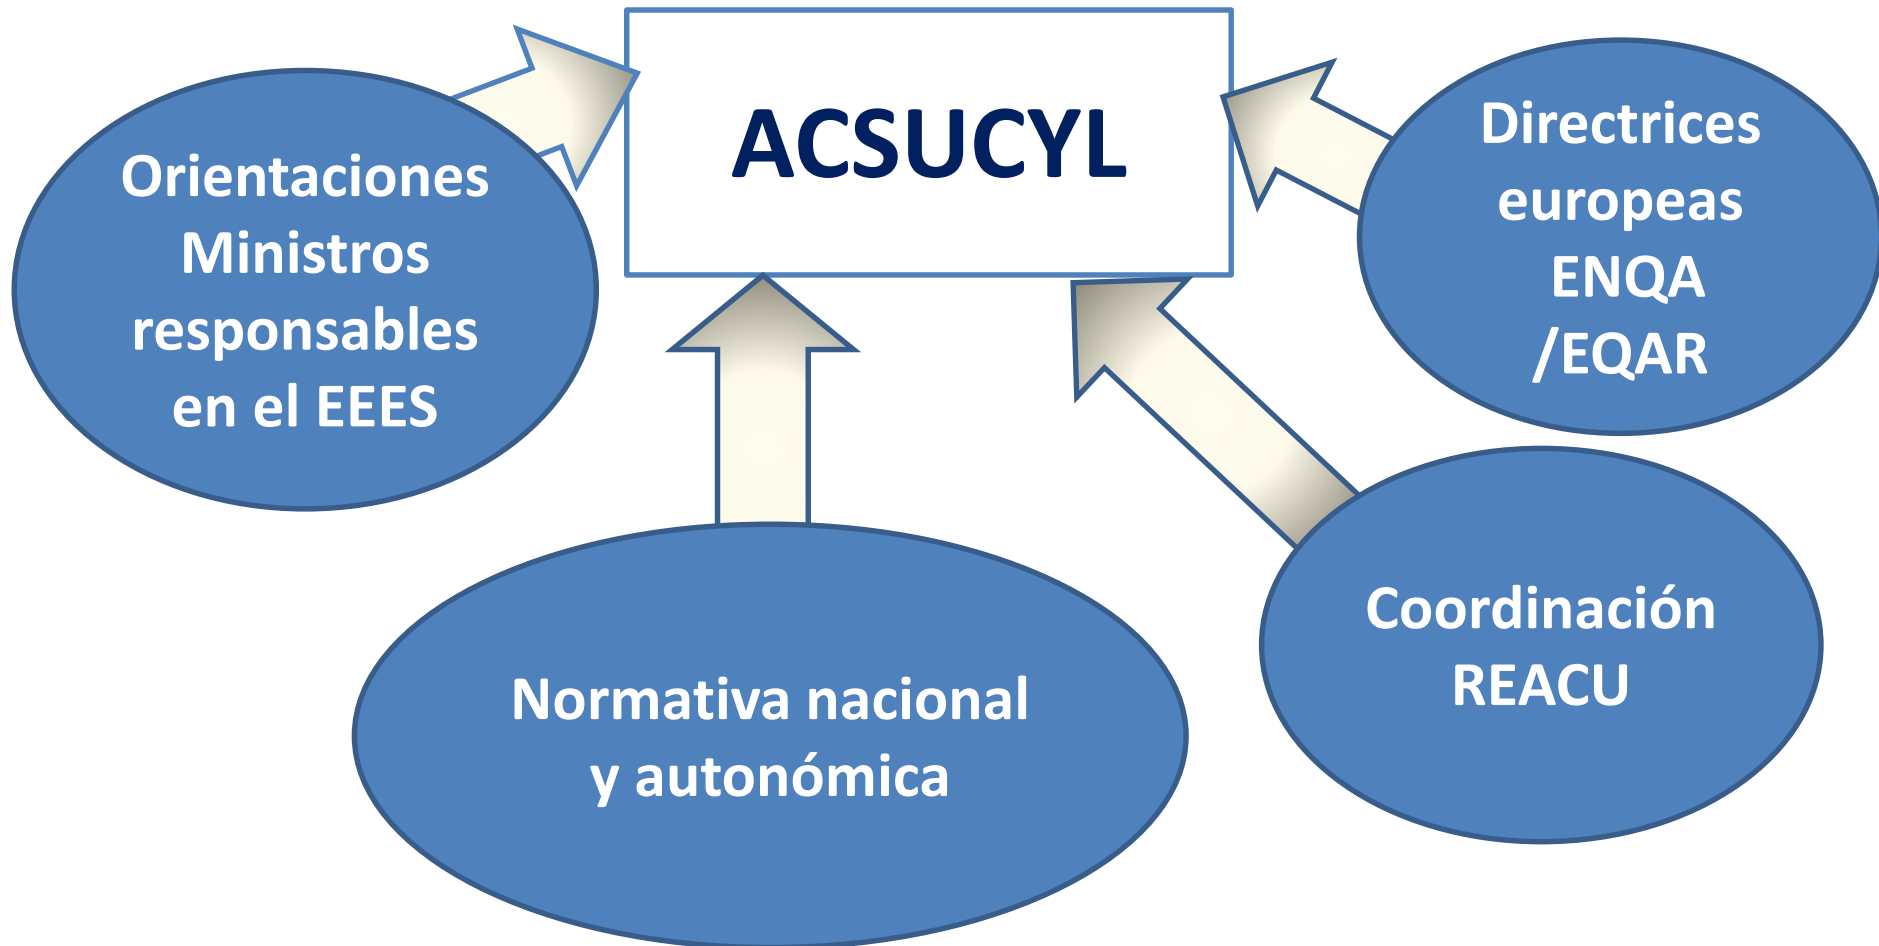 ACSUCYL
Orientaciones
Ministros
responsables
en el EEES
Directrices
europeas
ENQA
/EQAR
Normativa nacional
y autonómica
Coordinación
REACU